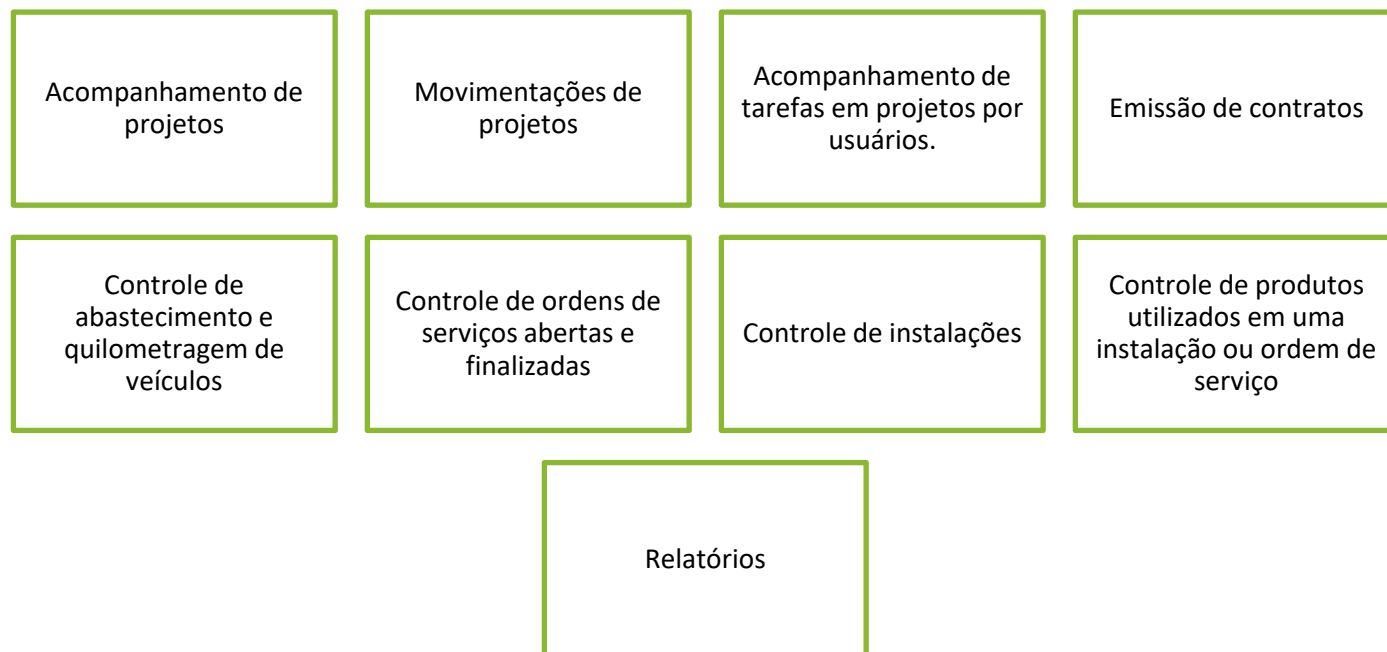 Acompanhamento de
projetos
Movimentações de
projetos
Acompanhamento de
tarefas em projetos por
usuários.
Emissão de contratos
Controle de
abastecimento e
quilometragem de
veículos
Controle de ordens de
serviços abertas e
finalizadas
Controle de instalações
Controle de produtos
utilizados em uma
instalação ou ordem de
serviço
Relatórios